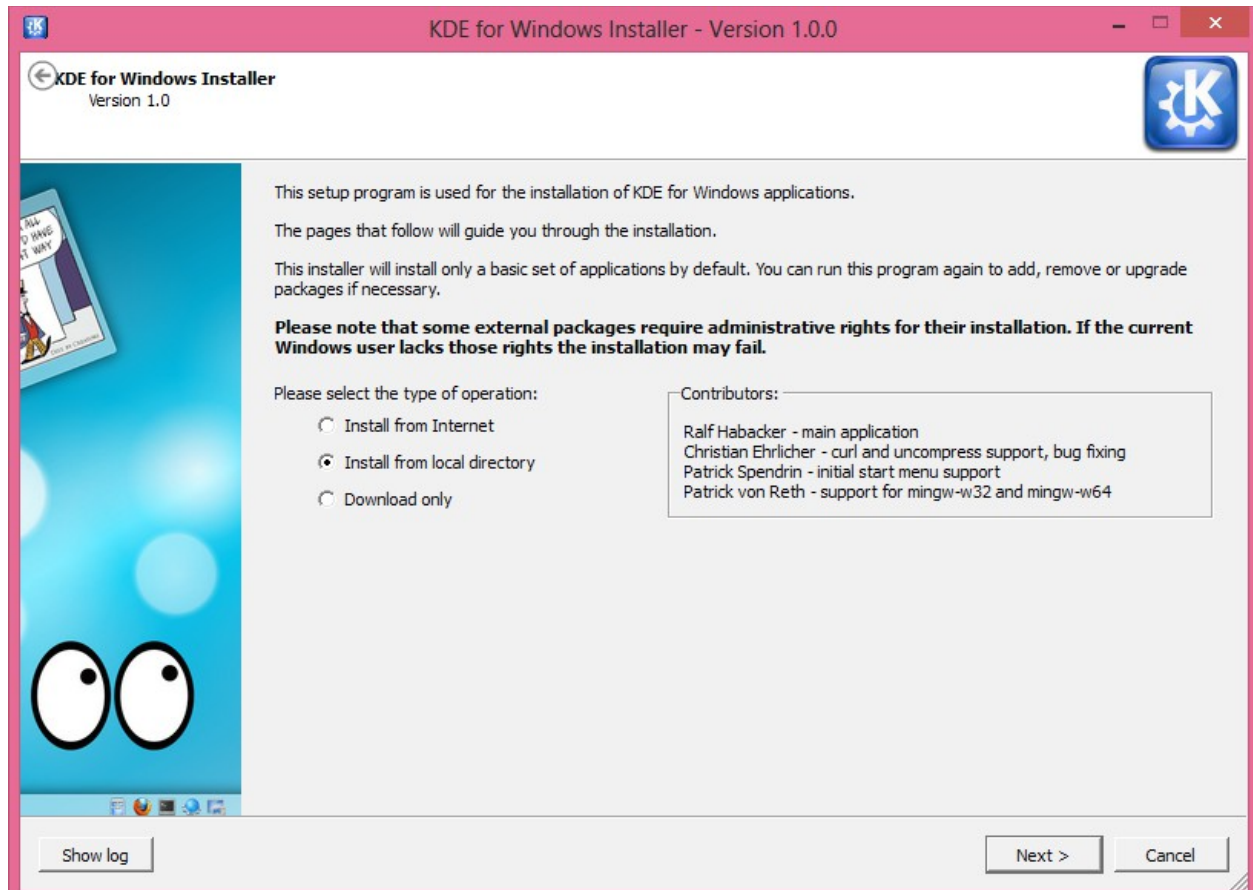 KDE for Windows Installer - Version 1.0.0
KDE for Windows Installer
Version 1.0
This setup program is used for the installation of KDE for Windows applications.
The pages that follow will guide you through the installation.
This installer will install only a basic set of applications by default. You can run this program again to add, remove or upgrade
packages if necessary.
Please note that some external packages require administrative rights for their installation. If the current
Windows user lacks those rights the installation may fail.
Please select the type of operation:
Install from Internet
Install from local directory
Download only
Contributors:
Ralf Habacker - main application
Christian Ehrlicher - curl and uncompress support, bug fixing
Patrick Spendrin - initial start menu support
Patrick von Reth - support for mingw-w32 and mingw-w64
ALL
HAVE
WAY
Show log
Next >
Cancel